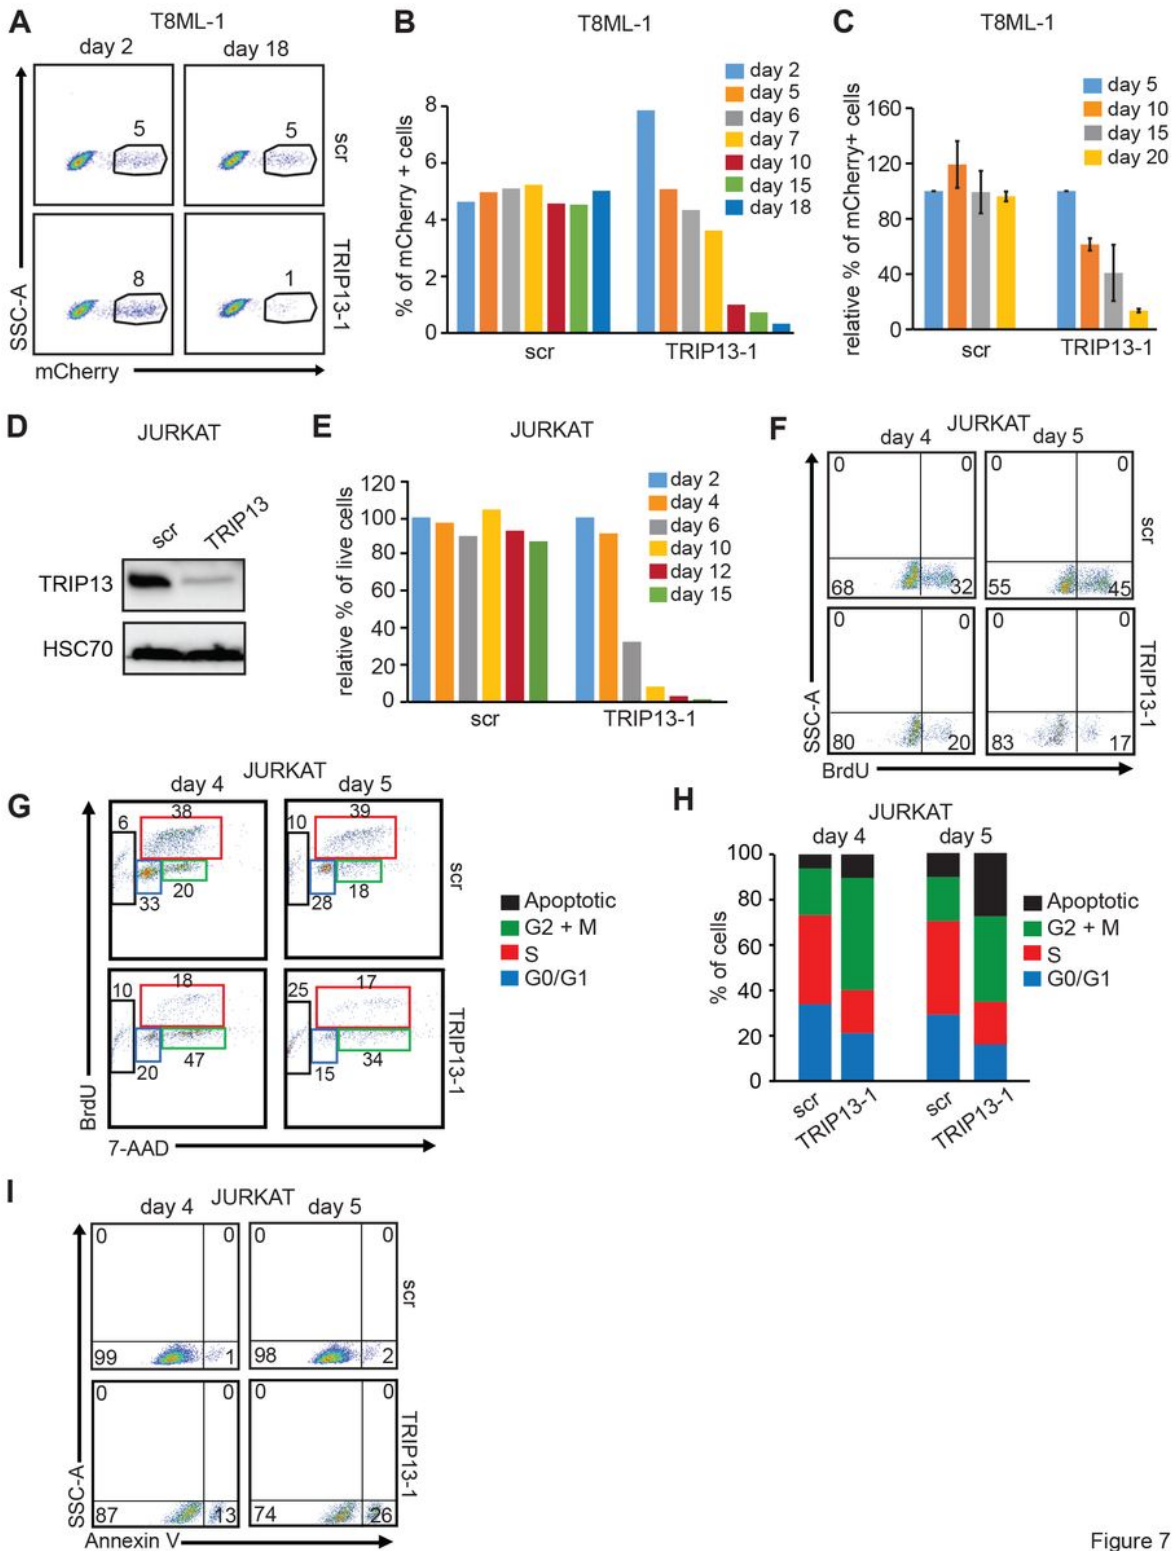 A
T8ML-1
day 2
day 18
5
5
scr
8
1
TRIP13-1
SSC-A
mCherry
B
T8ML-1
% of mCherry + cells
8
6
4
2
0
scr
TRIP13-1
day 2
day 5
day 6
day 7
day 10
day 15
day 18
C
T8ML-1
relative % of mCherry+ cells
160
120
80
40
0
scr
TRIP13-1
day 5
day 10
day 15
day 20
D
JURKAT
scr
TRIP13
TRIP13
HSC70
E
JURKAT
relative % of live cells
120
100
80
60
40
20
0
scr
TRIP13-1
day 2
day 4
day 6
day 10
day 12
day 15
F
JURKAT
day 4
day 5
0
0
0
0
68
32
55
45
scr
0
0
0
0
80
20
83
17
TRIP13-1
SSC-A
BrdU
G
JURKAT
day 4
day 5
6
38
33
20
10
39
28
18
scr
10
18
20
47
25
17
15
34
TRIP13-1
BrdU
7-AAD
Apoptotic
G2 + M
S
G0/G1
H
JURKAT
day 4
day 5
% of cells
100
80
60
40
20
0
scr
TRIP13-1
scr
TRIP13-1
Apoptotic
G2 + M
S
G0/G1
I
JURKAT
day 4
day 5
0
0
0
0
99
1
98
2
scr
0
0
0
0
87
13
74
26
TRIP13-1
SSC-A
Annexin V
Figure 7